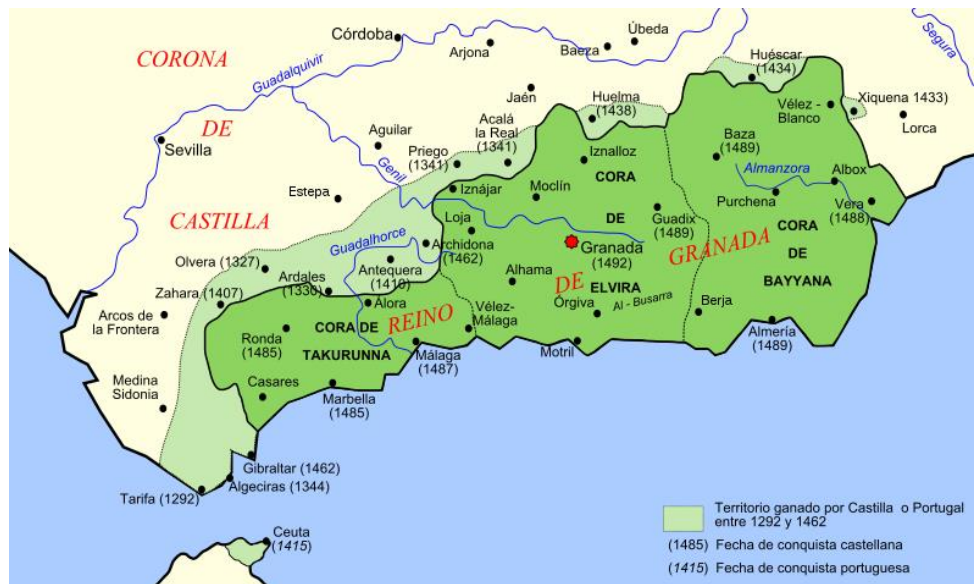 CORONA
DE
CASTILLA
REINO
DE
GRANADA
Córdoba
Arjona
Baeza
Úbeda
Segura
Huéscar
(1434)
Guadalquivir
Jaén
Huelma
(1438)
Vélez -
Blanco
Xiquena 1433)
Lorca
Sevilla
Aguilar
Acalá
la Real
(1341)
Priego
(1341)
Genil
Iznalloz
Baza
(1489)
Almanzora
Albox
Estepa
Iznájar
Moclín
CORA
DE
ELVIRA
Purchena
Vera
(1488)
Loja
Guadix
(1489)
CORA
DE
BAYYANA
Guadalhorce
Archidona
(1462)
Granada
(1492)
Olvera (1327)
Ardales
(1330)
Antequera
(1410)
Alhama
Zahara (1407)
Álora
Vélez-
Málaga
Órgiva
Al - Busarra
Berja
Arcos de
la Frontera
Ronda
(1485)
CORA DE
TAKURUNNA
Málaga
(1487)
Motril
Almería
(1489)
Medina
Sidonia
Casares
Marbella
(1485)
Gibraltar (1462)
Algeciras (1344)
Tarifa (1292)
Ceuta
(1415)
Territorio ganado por Castilla o Portugal
entre 1292 y 1462
(1485) Fecha de conquista castellana
(1415) Fecha de conquista portuguesa